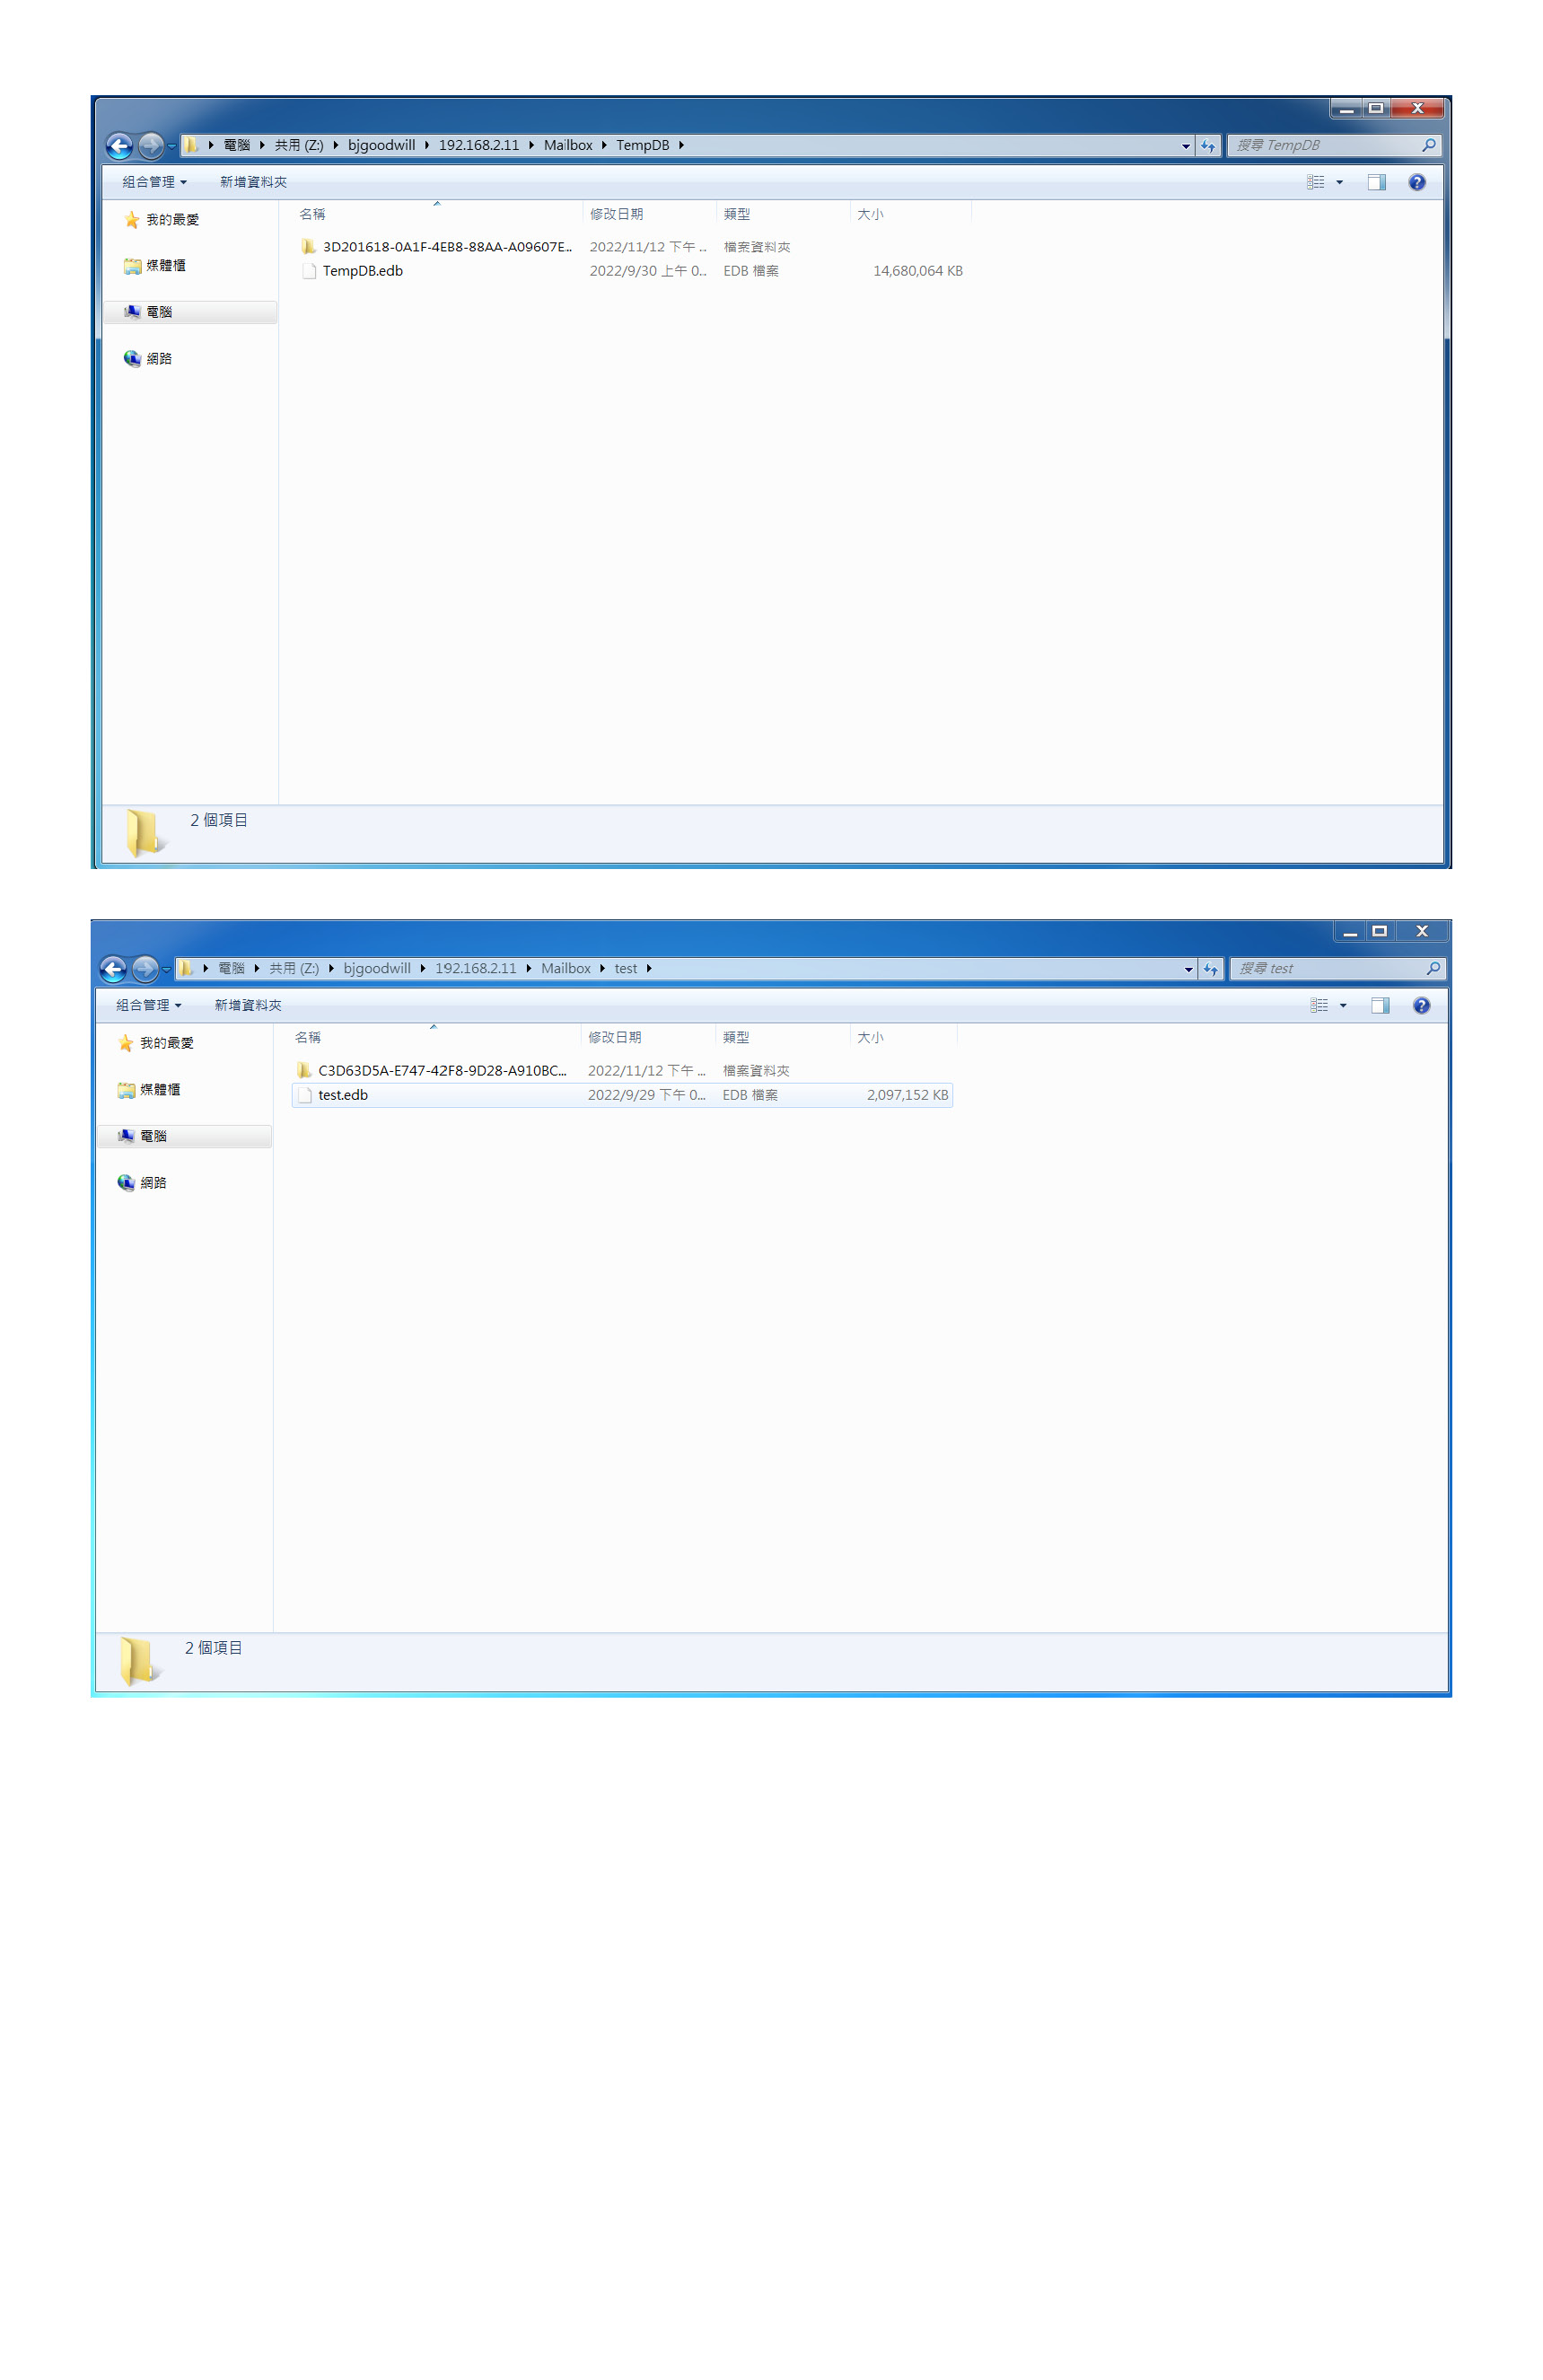 電腦 共用 (Z:) bjgoodwill 192.168.2.11 Mailbox TempDB 搜尋 TempDB
組合管理 新增資料夾
名稱 修改日期 類型 大小
我的最愛
媒體櫃
電腦
網路
3D201618-0A1F-4EB8-88AA-A09607E... 2022/11/12 下午 ... 檔案資料夾
TempDB.edb 2022/9/30 上午 0... EDB 檔案 14,680,064 KB
2 個項目
電腦 共用 (Z:) bjgoodwill 192.168.2.11 Mailbox test 搜尋 test
組合管理 新增資料夾
名稱 修改日期 類型 大小
我的最愛
媒體櫃
電腦
網路
C3D63D5A-E747-42F8-9D28-A910BC... 2022/11/12 下午 ... 檔案資料夾
test.edb 2022/9/29 下午 0... EDB 檔案 2,097,152 KB
2 個項目